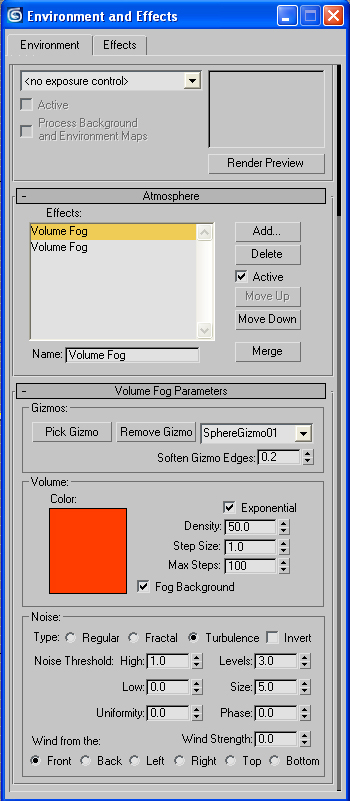 Environment and Effects
Environment Effects
<no exposure control>
Active
Process Background
and Environment Maps
Render Preview
- Atmosphere
Effects:
Volume Fog
Volume Fog
Add...
Delete
Active
Move Up
Move Down
Name: Volume Fog
Merge
- Volume Fog Parameters
Gizmos:
Pick Gizmo Remove Gizmo SphereGizmo01
Soften Gizmo Edges: 0.2
Volume:
Color:
Exponential
Density: 50.0
Step Size: 1.0
Max Steps: 100
Fog Background
Noise:
Type: Regular Fractal Turbulence Invert
Noise Threshold: High: 1.0 Levels: 3.0
Low: 0.0 Size: 5.0
Uniformity: 0.0 Phase: 0.0
Wind from the: Wind Strength: 0.0
Front Back Left Right Top Bottom